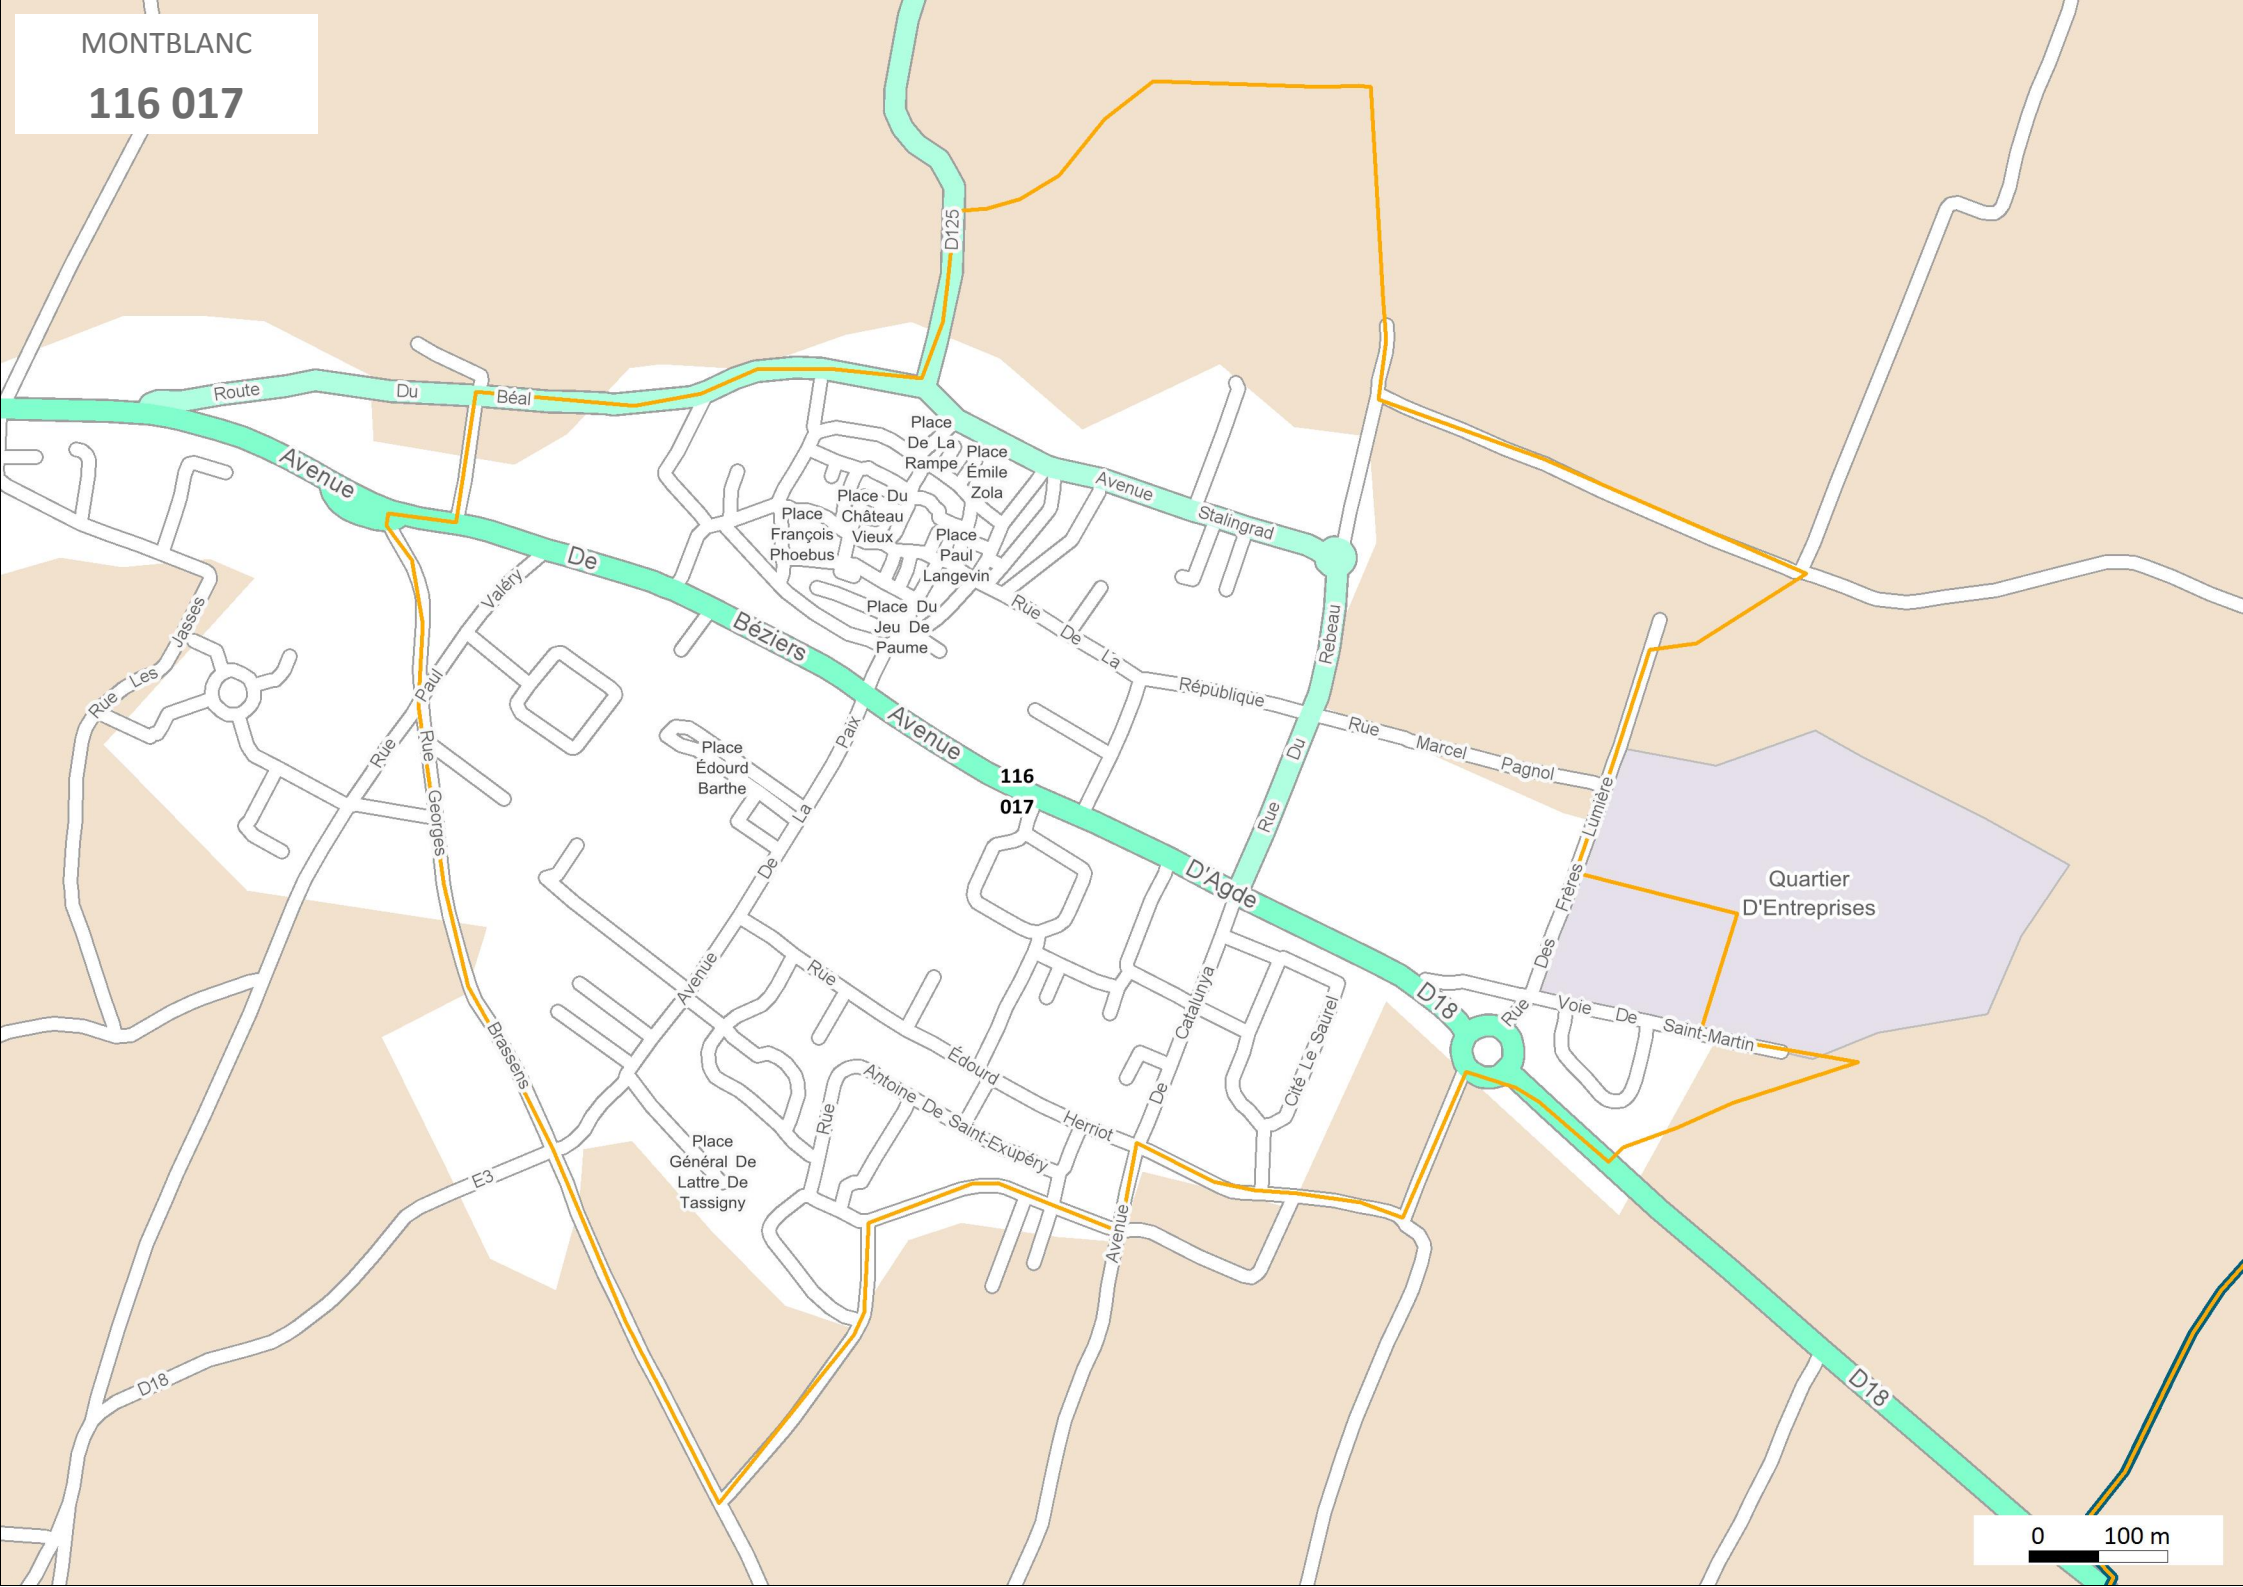 MONTBLANC
116 017
D125
Route Du Béal
Avenue De Béziers
Place
De La
Rampe
Place
Émile
Zola
Place Du
Château
Vieux
Place
François
Phoebus
Place
Paul
Langevin
Place Du
Jeu De
Paume
Avenue Stalingrad
Rue De La République
Rue Du Rebeau
Rue Marcel Pagnol
Rue Les Jasses
Rue Paul Valéry
Rue Georges Brassens
Place
Édourd
Barthe
Avenue De La Paix
116
017
Avenue D'Agde
Rue Des Frères Lumière
Quartier
D'Entreprises
D18
Voie De Saint-Martin
Rue Édourd Herriot
Avenue De Catalunya
Cité Le Saurel
Rue Antoine De Saint-Exupéry
Place
Général De
Lattre De
Tassigny
E3
D18
D18
0 100 m